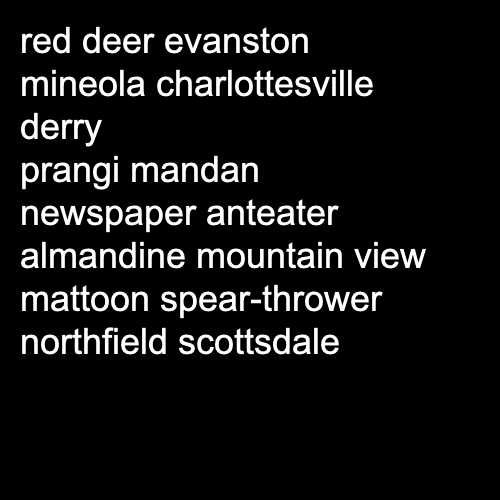 red deer evanston
mineola charlottesville
derry
prangi mandan
newspaper anteater
almandine mountain view
mattoon spear-thrower
northfield scottsdale